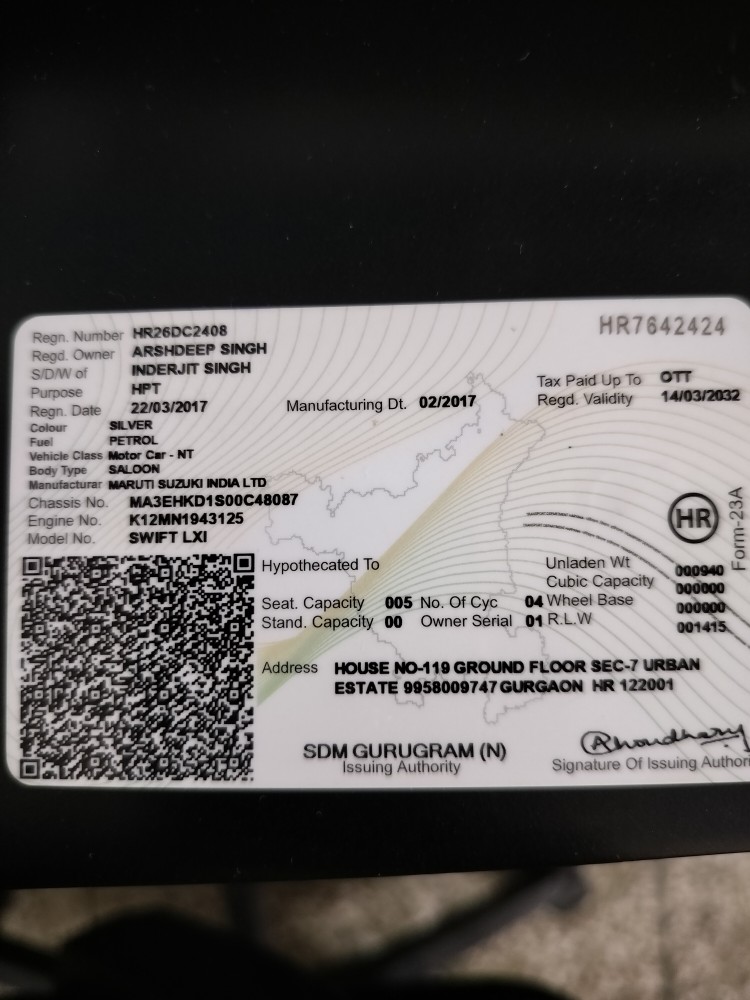 HR7642424
Regn. Number HR26DC2408
Regd. Owner ARSHDEEP SINGH
S/D/W of INDERJIT SINGH
Purpose HPT
Regn. Date 22/03/2017
Manufacturing Dt. 02/2017
Tax Paid Up To OTT
Regd. Validity 14/03/2032
Colour SILVER
Fuel PETROL
Vehicle Class Motor Car - NT
Body Type SALOON
Manufacturar MARUTI SUZUKI INDIA LTD
Chassis No. MA3EHKD1S00C48087
Engine No. K12MN1943125
Model No. SWIFT LXI
HR
Form-23A
Hypothecated To
Unladen Wt 000940
Cubic Capacity 000000
Seat. Capacity 005 No. Of Cyc 04 Wheel Base 000000
Stand. Capacity 00 Owner Serial 01 R.L.W 001415
Address HOUSE NO-119 GROUND FLOOR SEC-7 URBAN
ESTATE 9958009747 GURGAON HR 122001
SDM GURUGRAM (N)
Issuing Authority
Signature Of Issuing Authori